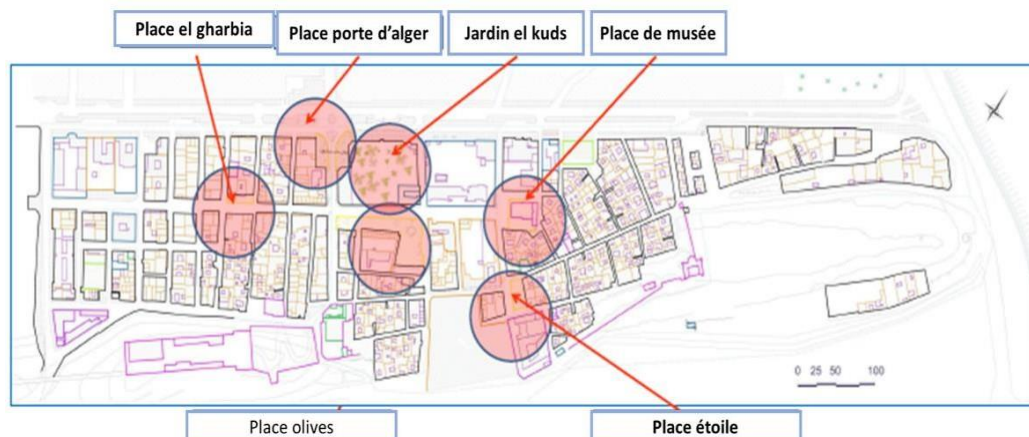 Place el gharbia
Place porte d’alger
Jardin el kuds
Place de musée
0 25 50 100
Place olives
Place étoile